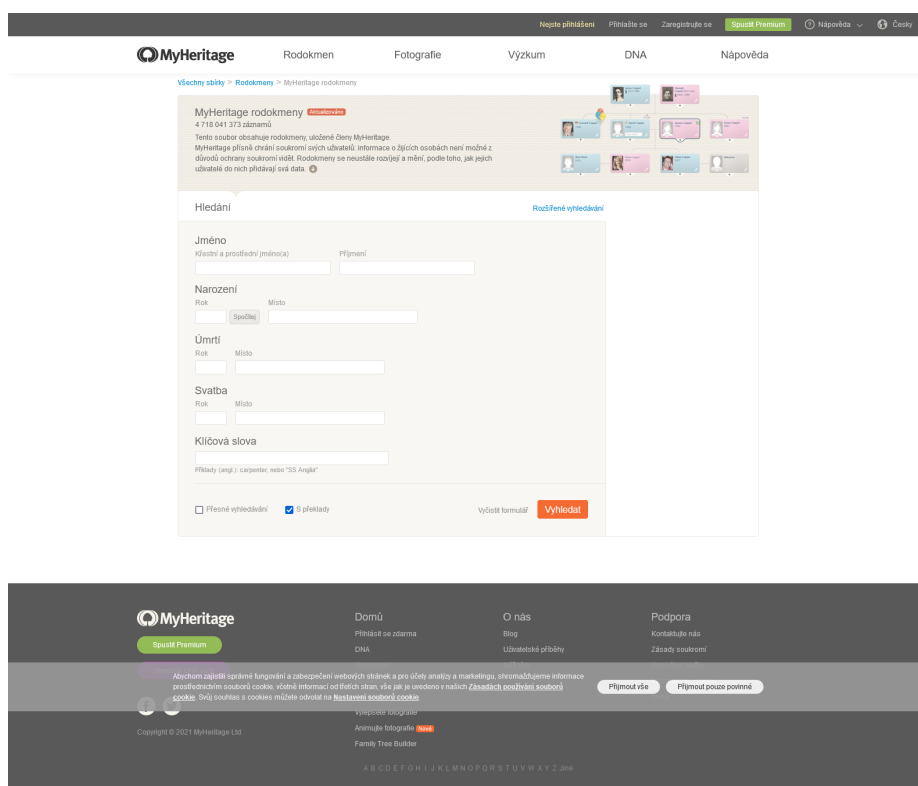 Nejste přihlášeni Přihlašte se Zaregistrujte se Spustit Premium Nápověda Česky
MyHeritage Rodokmen Fotografie Výzkum DNA Nápověda
Všechny sbírky > Rodokmeny > MyHeritage rodokmeny
MyHeritage rodokmeny Aktualizováno
4 718 041 373 záznamů
Tento soubor obsahuje rodokmeny, uložené členy MyHeritage.
MyHeritage přísně chrání soukromí svých uživatelů: informace o žijících osobách není možné z
důvodů ochrany soukromí vidět. Rodokmeny se neustále rozvíjejí a mění, podle toho, jak jejich
uživatelé do nich přidávají svá data.
Hledání Rozšířené vyhledávání
Jméno
Křestní a prostřední jméno(a) Příjmení
Narození
Rok Místo
Spočítej
Úmrtí
Rok Místo
Svatba
Rok Místo
Klíčová slova
Příklady (angl.): carpenter, nebo "SS Anglia"
Přesné vyhledávání S překlady Vyčistit formulář Vyhledat
MyHeritage Domů O nás Podpora
Přihlásit se zdarma Blog Kontaktujte nás
Spustit Premium DNA Uživatelské příběhy Zásady soukromí
Abychom zajistili správné fungování a zabezpečení webových stránek a pro účely analýzy a marketingu, shromažďujeme informace
prostřednictvím souborů cookie, včetně informací od třetích stran, vše jak je uvedeno v našich Zásadách používání souborů
cookie. Svůj souhlas s cookies můžete odvolat na Nastavení souborů cookie.
Přijmout vše Přijmout pouze povinné
Vylepšete fotografie
Animujte fotografie Nové
Copyright © 2021 MyHeritage Ltd.
Family Tree Builder
A B C D E F G H I J K L M N O P Q R S T U V W X Y Z Jiné